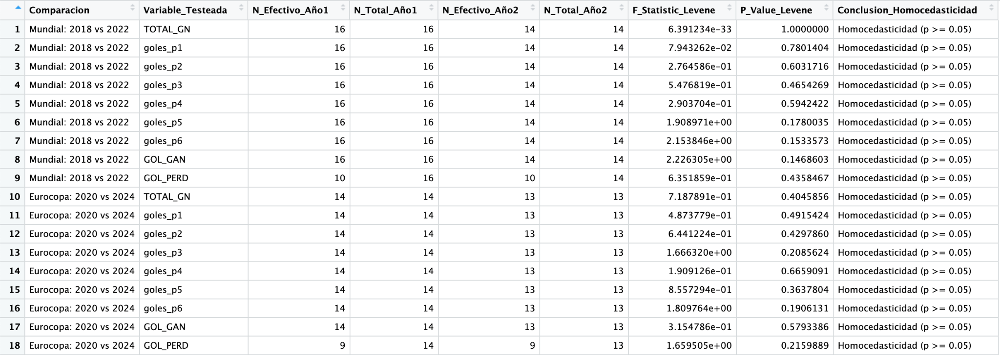 Comparacion Variable_Testeada N_Efectivo_Año1 N_Total_Año1 N_Efectivo_Año2 N_Total_Año2 F_Statistic_Levene P_Value_Levene Conclusion_Homocedasticidad
1 Mundial: 2018 vs 2022 TOTAL_GN 16 16 14 14 6.391234e-33 1.0000000 Homocedasticidad (p >= 0.05)
2 Mundial: 2018 vs 2022 goles_p1 16 16 14 14 7.943262e-02 0.7801404 Homocedasticidad (p >= 0.05)
3 Mundial: 2018 vs 2022 goles_p2 16 16 14 14 2.764586e-01 0.6031716 Homocedasticidad (p >= 0.05)
4 Mundial: 2018 vs 2022 goles_p3 16 16 14 14 5.476819e-01 0.4654269 Homocedasticidad (p >= 0.05)
5 Mundial: 2018 vs 2022 goles_p4 16 16 14 14 2.903704e-01 0.5942422 Homocedasticidad (p >= 0.05)
6 Mundial: 2018 vs 2022 goles_p5 16 16 14 14 1.908971e+00 0.1780035 Homocedasticidad (p >= 0.05)
7 Mundial: 2018 vs 2022 goles_p6 16 16 14 14 2.153846e+00 0.1533573 Homocedasticidad (p >= 0.05)
8 Mundial: 2018 vs 2022 GOL_GAN 16 16 14 14 2.226305e+00 0.1468603 Homocedasticidad (p >= 0.05)
9 Mundial: 2018 vs 2022 GOL_PERD 10 16 10 14 6.351859e-01 0.4358467 Homocedasticidad (p >= 0.05)
10 Eurocopa: 2020 vs 2024 TOTAL_GN 14 14 13 13 7.187891e-01 0.4045856 Homocedasticidad (p >= 0.05)
11 Eurocopa: 2020 vs 2024 goles_p1 14 14 13 13 4.873779e-01 0.4915424 Homocedasticidad (p >= 0.05)
12 Eurocopa: 2020 vs 2024 goles_p2 14 14 13 13 6.441224e-01 0.4297860 Homocedasticidad (p >= 0.05)
13 Eurocopa: 2020 vs 2024 goles_p3 14 14 13 13 1.666320e+00 0.2085624 Homocedasticidad (p >= 0.05)
14 Eurocopa: 2020 vs 2024 goles_p4 14 14 13 13 1.909126e-01 0.6659091 Homocedasticidad (p >= 0.05)
15 Eurocopa: 2020 vs 2024 goles_p5 14 14 13 13 8.557294e-01 0.3637804 Homocedasticidad (p >= 0.05)
16 Eurocopa: 2020 vs 2024 goles_p6 14 14 13 13 1.809764e+00 0.1906131 Homocedasticidad (p >= 0.05)
17 Eurocopa: 2020 vs 2024 GOL_GAN 14 14 13 13 3.154786e-01 0.5793386 Homocedasticidad (p >= 0.05)
18 Eurocopa: 2020 vs 2024 GOL_PERD 9 14 9 13 1.659505e+00 0.2159889 Homocedasticidad (p >= 0.05)